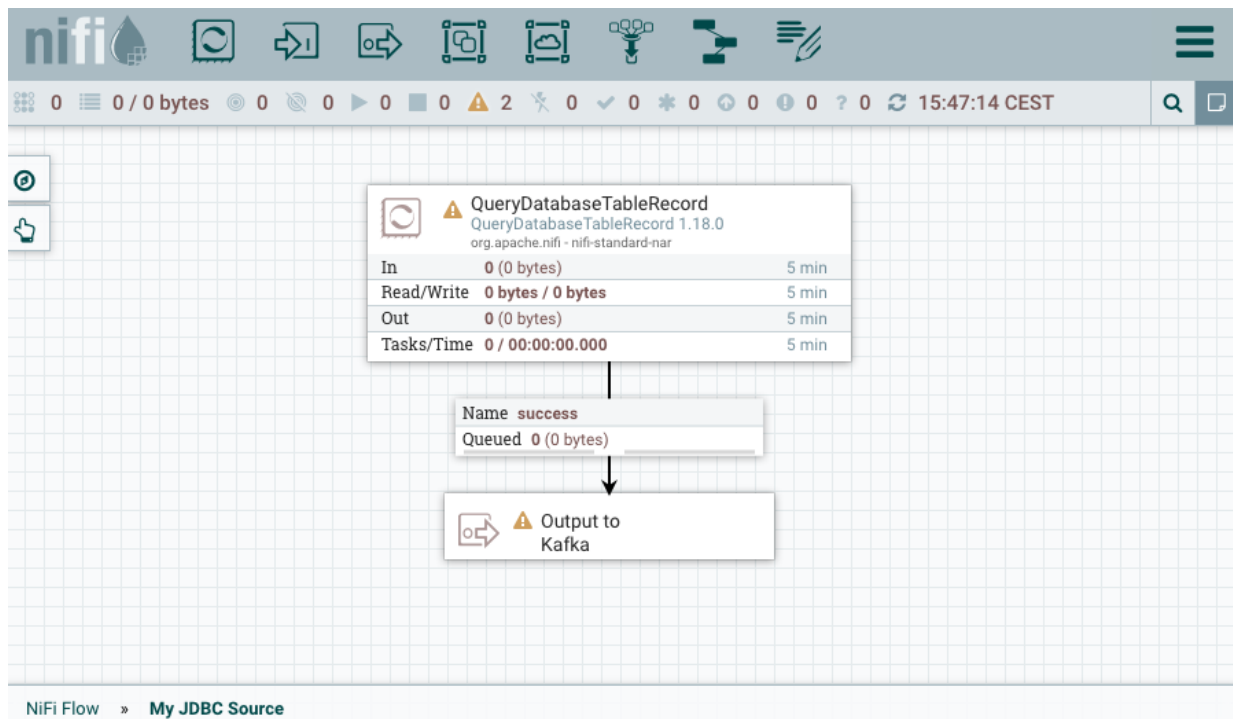 nifi
0 0 / 0 bytes 0 0 0 0 2 0 0 0 0 0 ? 0 15:47:14 CEST
QueryDatabaseTableRecord
QueryDatabaseTableRecord 1.18.0
org.apache.nifi - nifi-standard-nar
In 0 (0 bytes) 5 min
Read/Write 0 bytes / 0 bytes 5 min
Out 0 (0 bytes) 5 min
Tasks/Time 0 / 00:00:00.000 5 min
Name success
Queued 0 (0 bytes)
Output to
Kafka
NiFi Flow » My JDBC Source